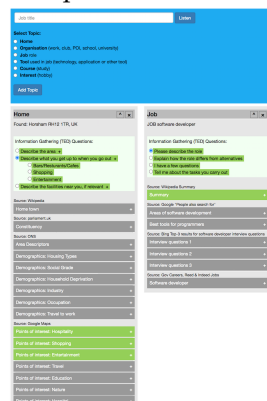 Job title
Listen
Select Topic:
Home
Organisation (work, club, PDI, school, university)
Job role
Tool used in job (technology, application or other tool)
Course (study)
Interest (hobby)
Add Topic
Home
Found: Horsham RH12 1TR, UK
Information Gathering (TED) Questions:
Describe the area +
Describe what you get up to when you go out +
Bars/Restaurants/Cafes
Shopping
Entertainment
Describe the facilities near you, if relevant +
Source: Wikipedia
Home town
Source: parliament.uk
Constituency
Source: ONS
Area Descriptors
Demographics: Housing Types
Demographics: Social Grade
Demographics: Household Deprivation
Demographics: Industry
Demographics: Occupation
Demographics: Travel to work
Source: Google Maps
Points of Interest: Hospitality
Points of Interest: Shopping
Points of Interest: Entertainment
Points of Interest: Travel
Points of Interest: Education
Points of Interest: Nature
Job
JOB software developer
Information Gathering (TED) Questions:
Please describe the role
Explain how the role differs from alternatives
I have a few questions
Tell me about the tasks you carry out
Source: Wikipedia Summary
Summary
Source: Google "People also search for"
Areas of software development
Best tools for programmers
Source: Bing Top-3 results for software developer interview questions
Interview questions 1
Interview questions 2
Interview questions 3
Source: Gov Careers, Reed & Indeed Jobs
Software developer